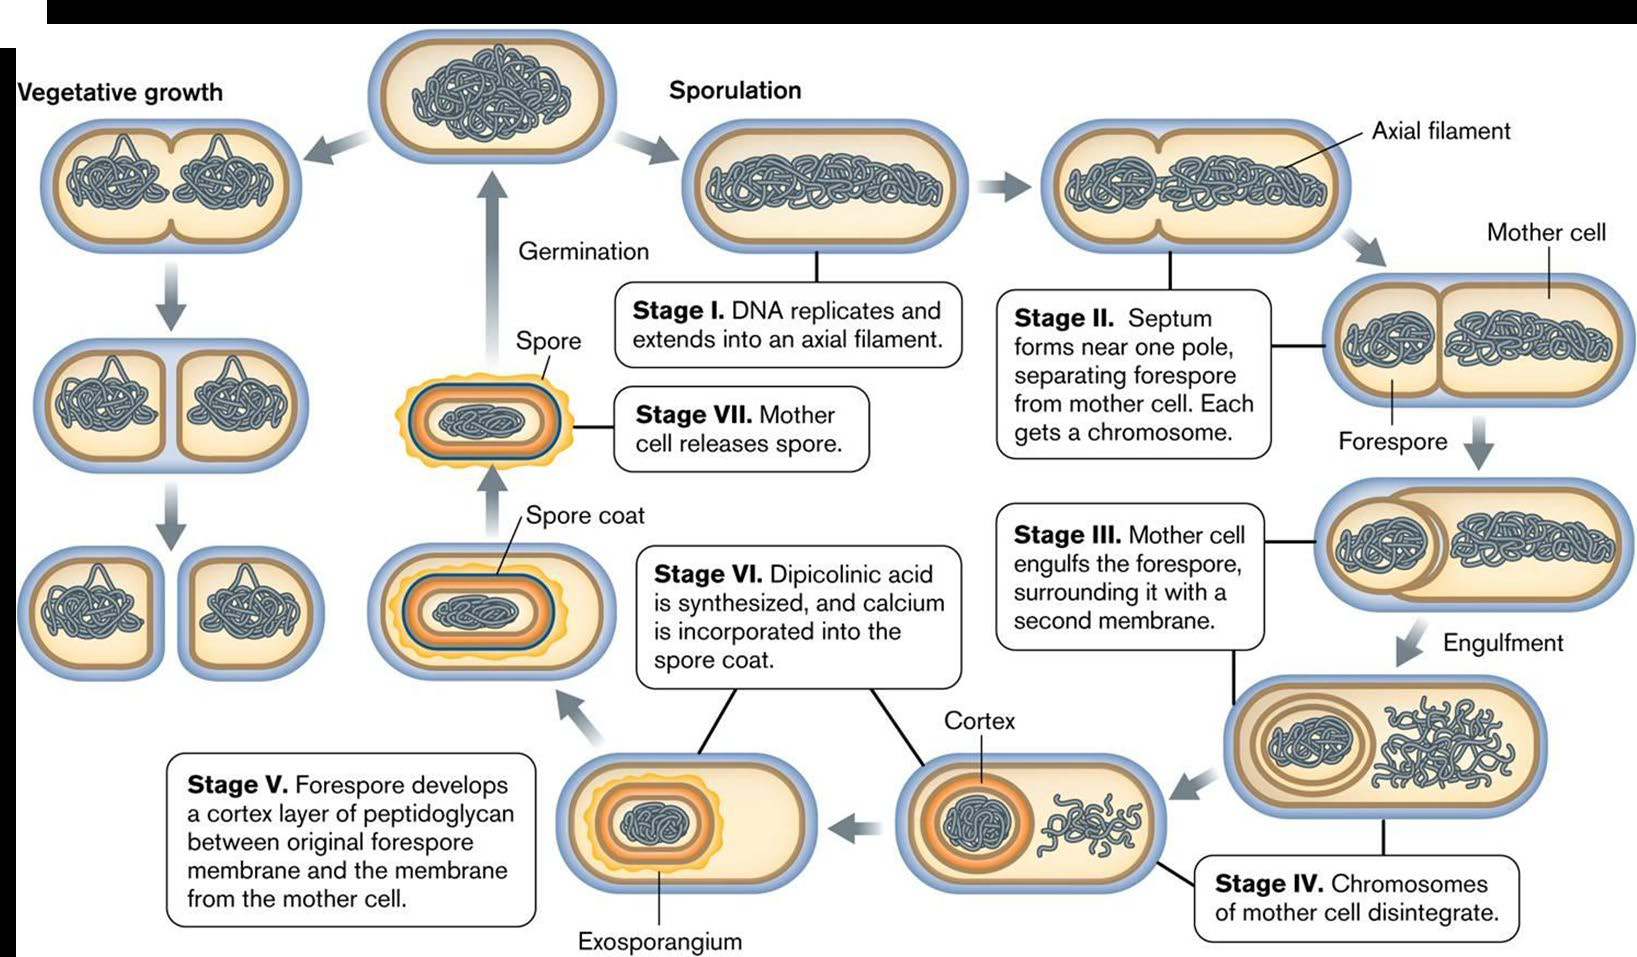 Vegetative growth
Sporulation
Axial filament
Mother cell
Germination
Stage I. DNA replicates and
extends into an axial filament.
Stage II. Septum
forms near one pole,
separating forespore
from mother cell. Each
gets a chromosome.
Forespore
Spore
Stage VII. Mother
cell releases spore.
Spore coat
Stage III. Mother cell
engulfs the forespore,
surrounding it with a
second membrane.
Engulfment
Stage VI. Dipicolinic acid
is synthesized, and calcium
is incorporated into the
spore coat.
Cortex
Stage V. Forespore develops
a cortex layer of peptidoglycan
between original forespore
membrane and the membrane
from the mother cell.
Stage IV. Chromosomes
of mother cell disintegrate.
Exosporangium